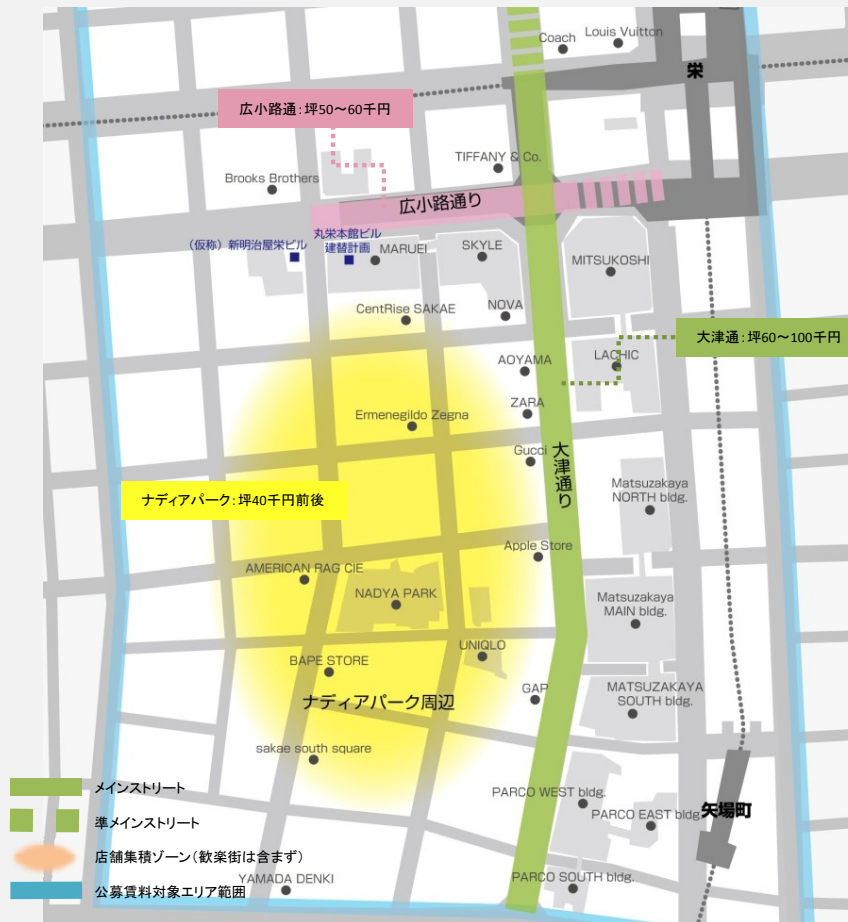 Coach
Louis Vuitton
栄
広小路通：坪50～60千円
TIFFANY & Co.
Brooks Brothers
広小路通り
（仮称）新明治屋栄ビル
丸栄本館ビル
建替計画
MARUEI
SKYLE
MITSUKOSHI
CentRise SAKAE
NOVA
大津通：坪60～100千円
AOYAMA
LACHIC
ZARA
Ermenegildo Zegna
大津通り
Gucci
Matsuzakaya
NORTH bldg.
ナディアパーク：坪40千円前後
Apple Store
AMERICAN RAG CIE
NADYA PARK
Matsuzakaya
MAIN bldg.
UNIQLO
BAPE STORE
GAP
MATSUZAKAYA
SOUTH bldg.
ナディアパーク周辺
sakae south square
メインストリート
PARCO WEST bldg.
PARCO EAST bldg.
矢場町
準メインストリート
店舗集積ゾーン（歓楽街は含まず）
YAMADA DENKI
PARCO SOUTH bldg.
公募賃料対象エリア範囲